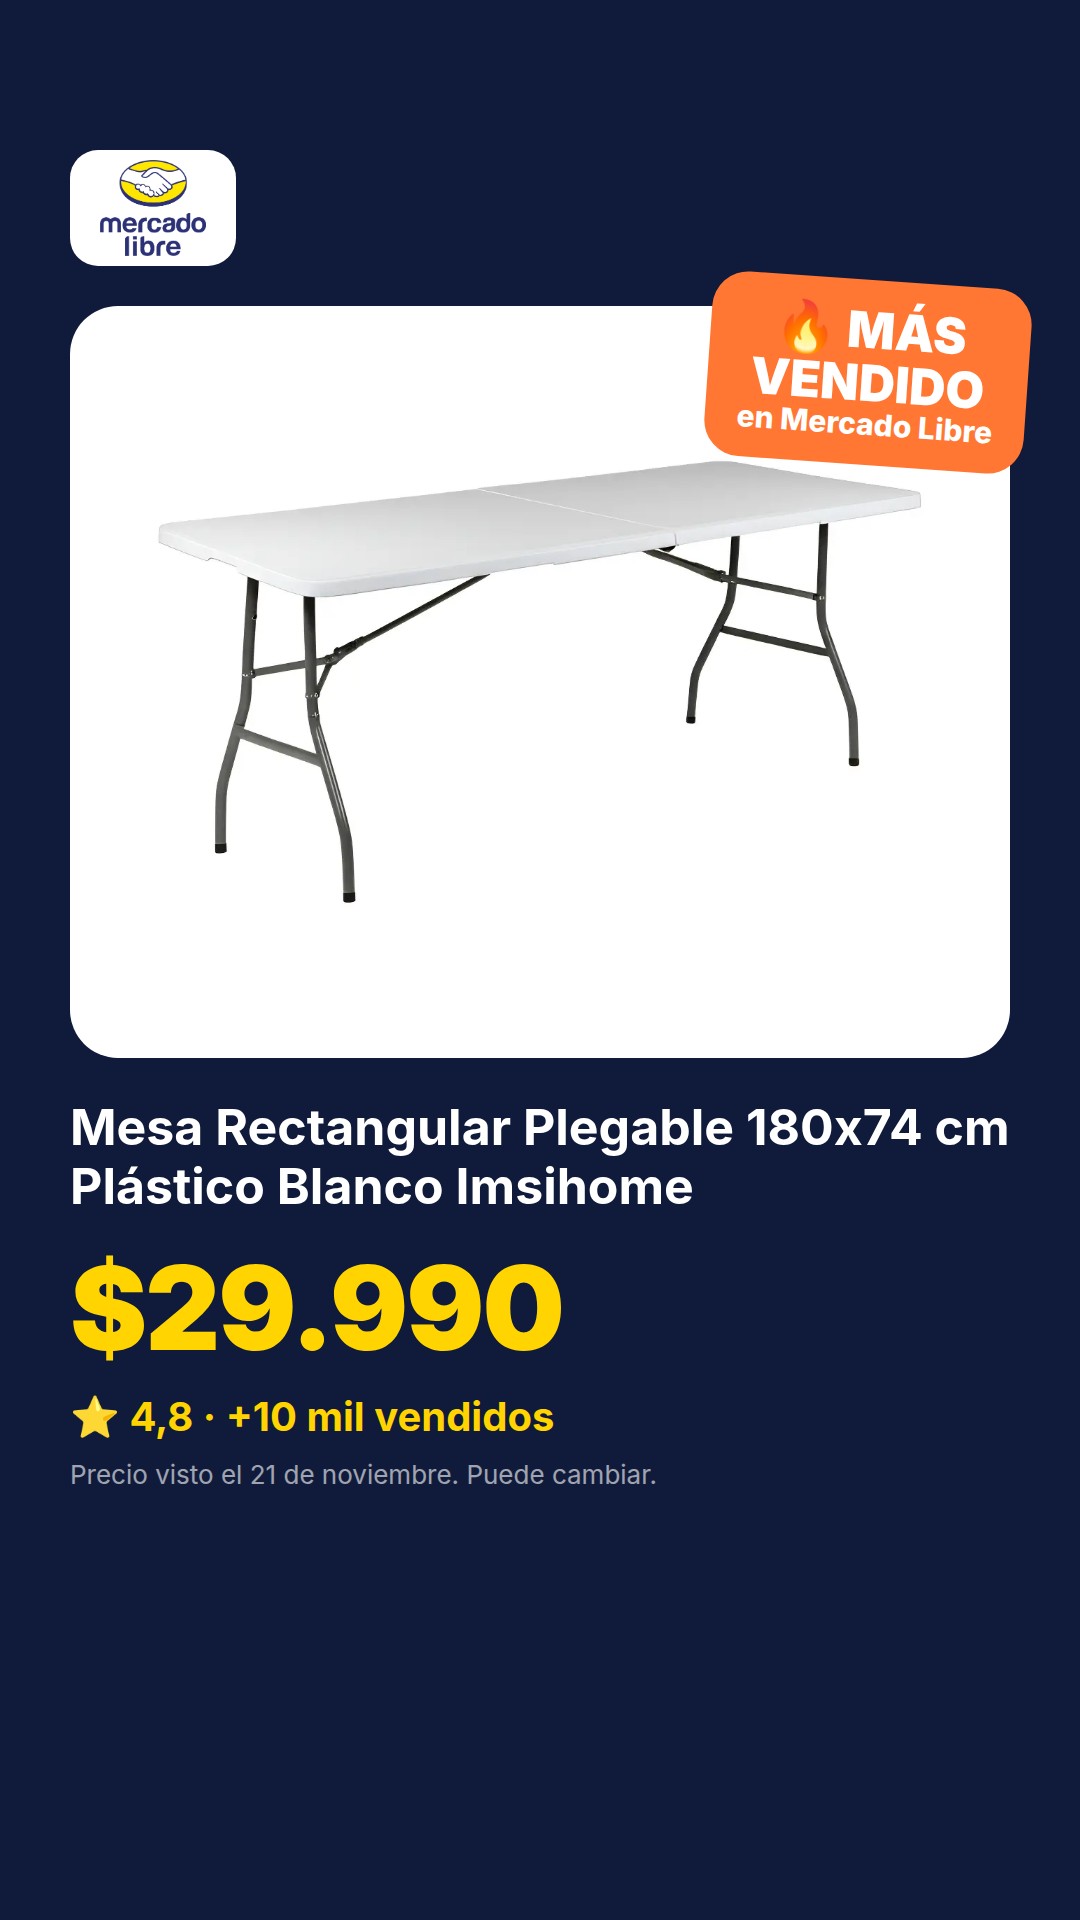 mercado
libre
🔥 MÁS
VENDIDO
en Mercado Libre
Mesa Rectangular Plegable 180x74 cm
Plástico Blanco Imsihome
$29.990
⭐ 4,8 · +10 mil vendidos
Precio visto el 21 de noviembre. Puede cambiar.